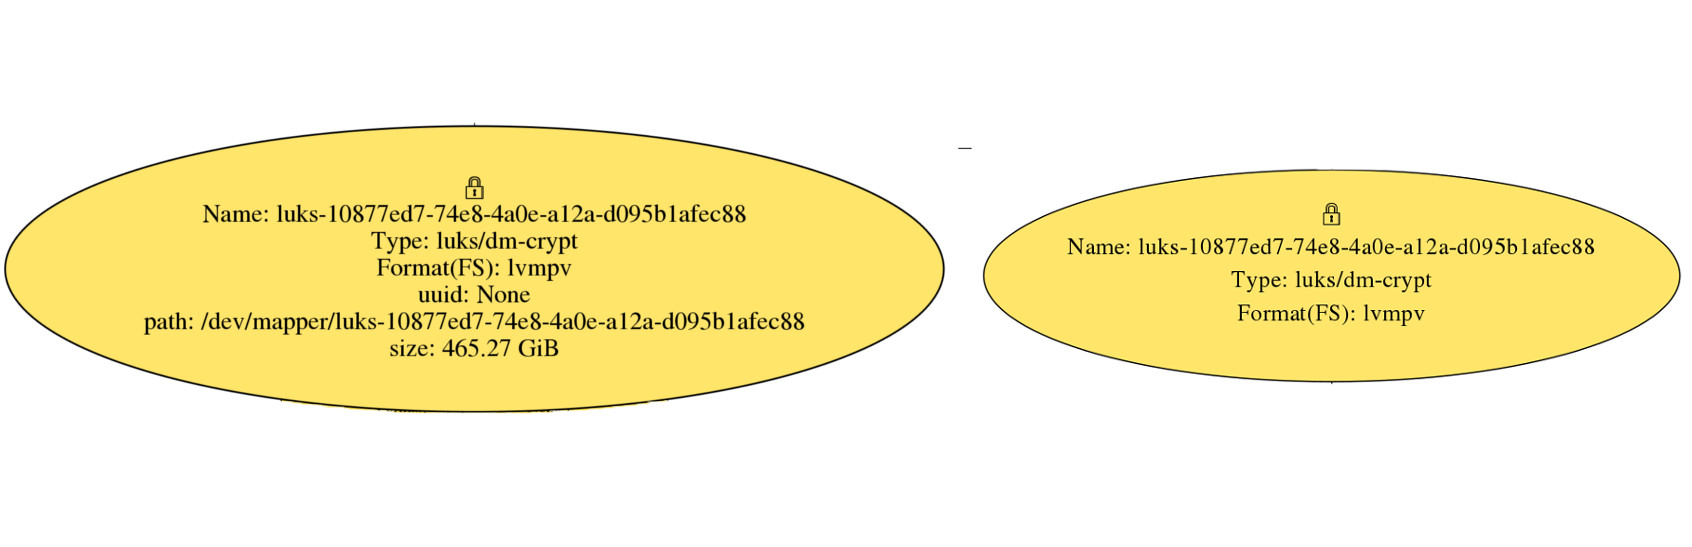 Name: luks-10877ed7-74e8-4a0e-a12a-d095b1afec88
Type: luks/dm-crypt
Format(FS): lvmpv
uuid: None
path: /dev/mapper/luks-10877ed7-74e8-4a0e-a12a-d095b1afec88
size: 465.27 GiB
Name: luks-10877ed7-74e8-4a0e-a12a-d095b1afec88
Type: luks/dm-crypt
Format(FS): lvmpv